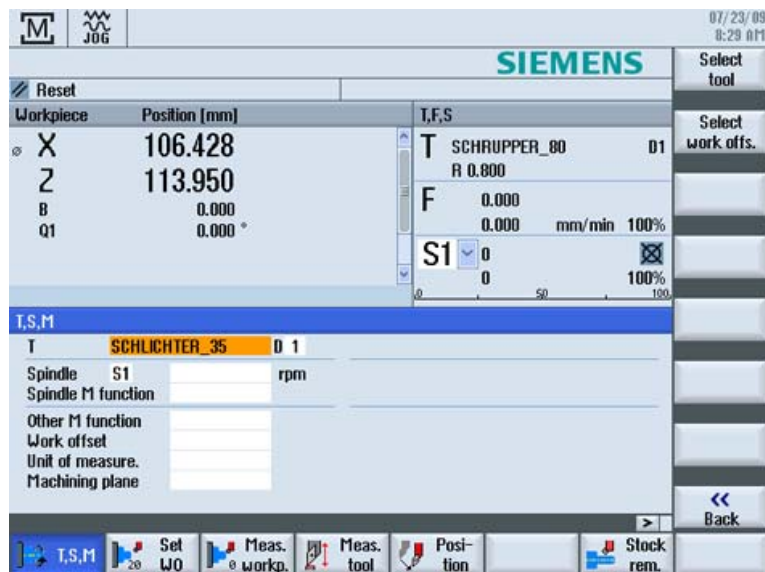 M JOG
07/23/09
8:29 AM
SIEMENS
Reset
Workpiece Position [mm]
ø X 106.428
Z 113.950
B 0.000
Q1 0.000 °
T,F,S
T SCHRUPPER_80 D1
R 0.800
F 0.000
0.000 mm/min 100%
S1 0
0 100%
0 50 100
T,S,M
T SCHLICHTER_35 D 1
Spindle S1 rpm
Spindle M function
Other M function
Work offset
Unit of measure.
Machining plane
Select
tool
Select
work offs.
«
Back
>
T,S,M
Set
WO
Meas.
workp.
Meas.
tool
Posi-
tion
Stock
rem.